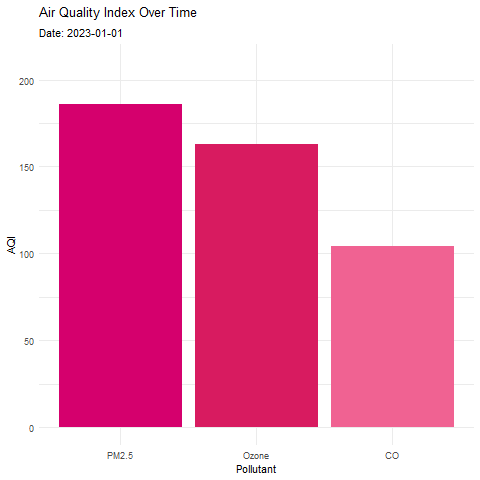 Air Quality Index Over Time
Date: 2023-01-01
200
150
100
50
0
AQI
PM2.5
Ozone
CO
Pollutant